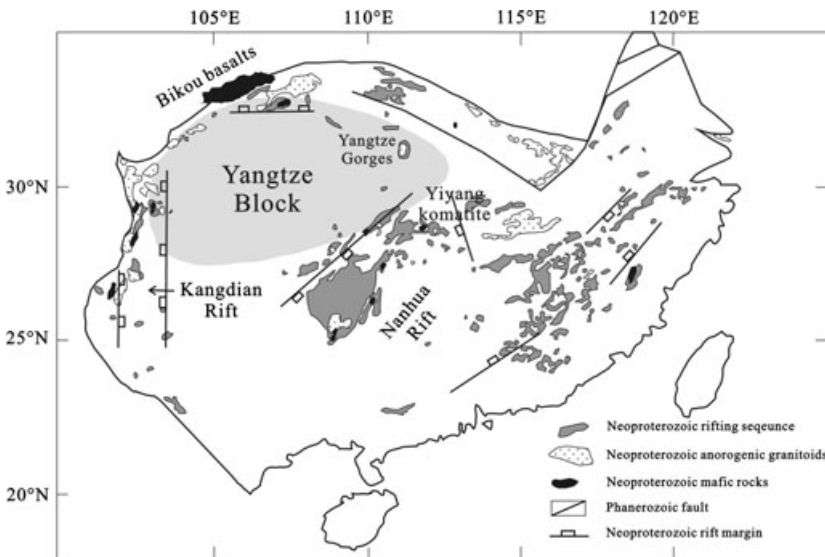 105°E 110°E 115°E 120°E
Bikou basalts
Yangtze
Gorges
30°N
Yangtze
Block
Yiyang
komatite
Kangdian
Rift
Nanhua
Rift
25°N
20°N
Neoproterozoic rifting seqeunce
Neoproterozoic anorogenic granitoids
Neoproterozoic mafic rocks
Phanerozoic fault
Neoproterozoic rift margin